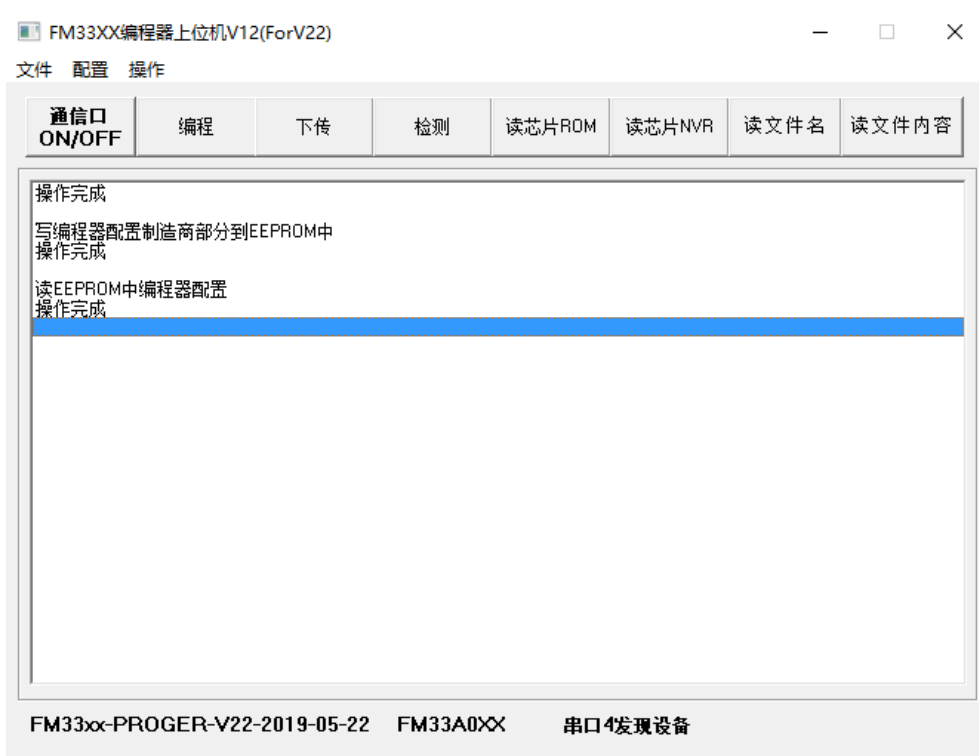 FM33XX编程器上位机V12(ForV22)
文件 配置 操作
通信口
ON/OFF
编程
下传
检测
读芯片ROM
读芯片NVR
读文件名
读文件内容
操作完成
写编程器配置制造商部分到EEPROM中
操作完成
读EEPROM中编程器配置
操作完成
FM33xx-PROGER-V22-2019-05-22 FM33A0XX 串口4发现设备